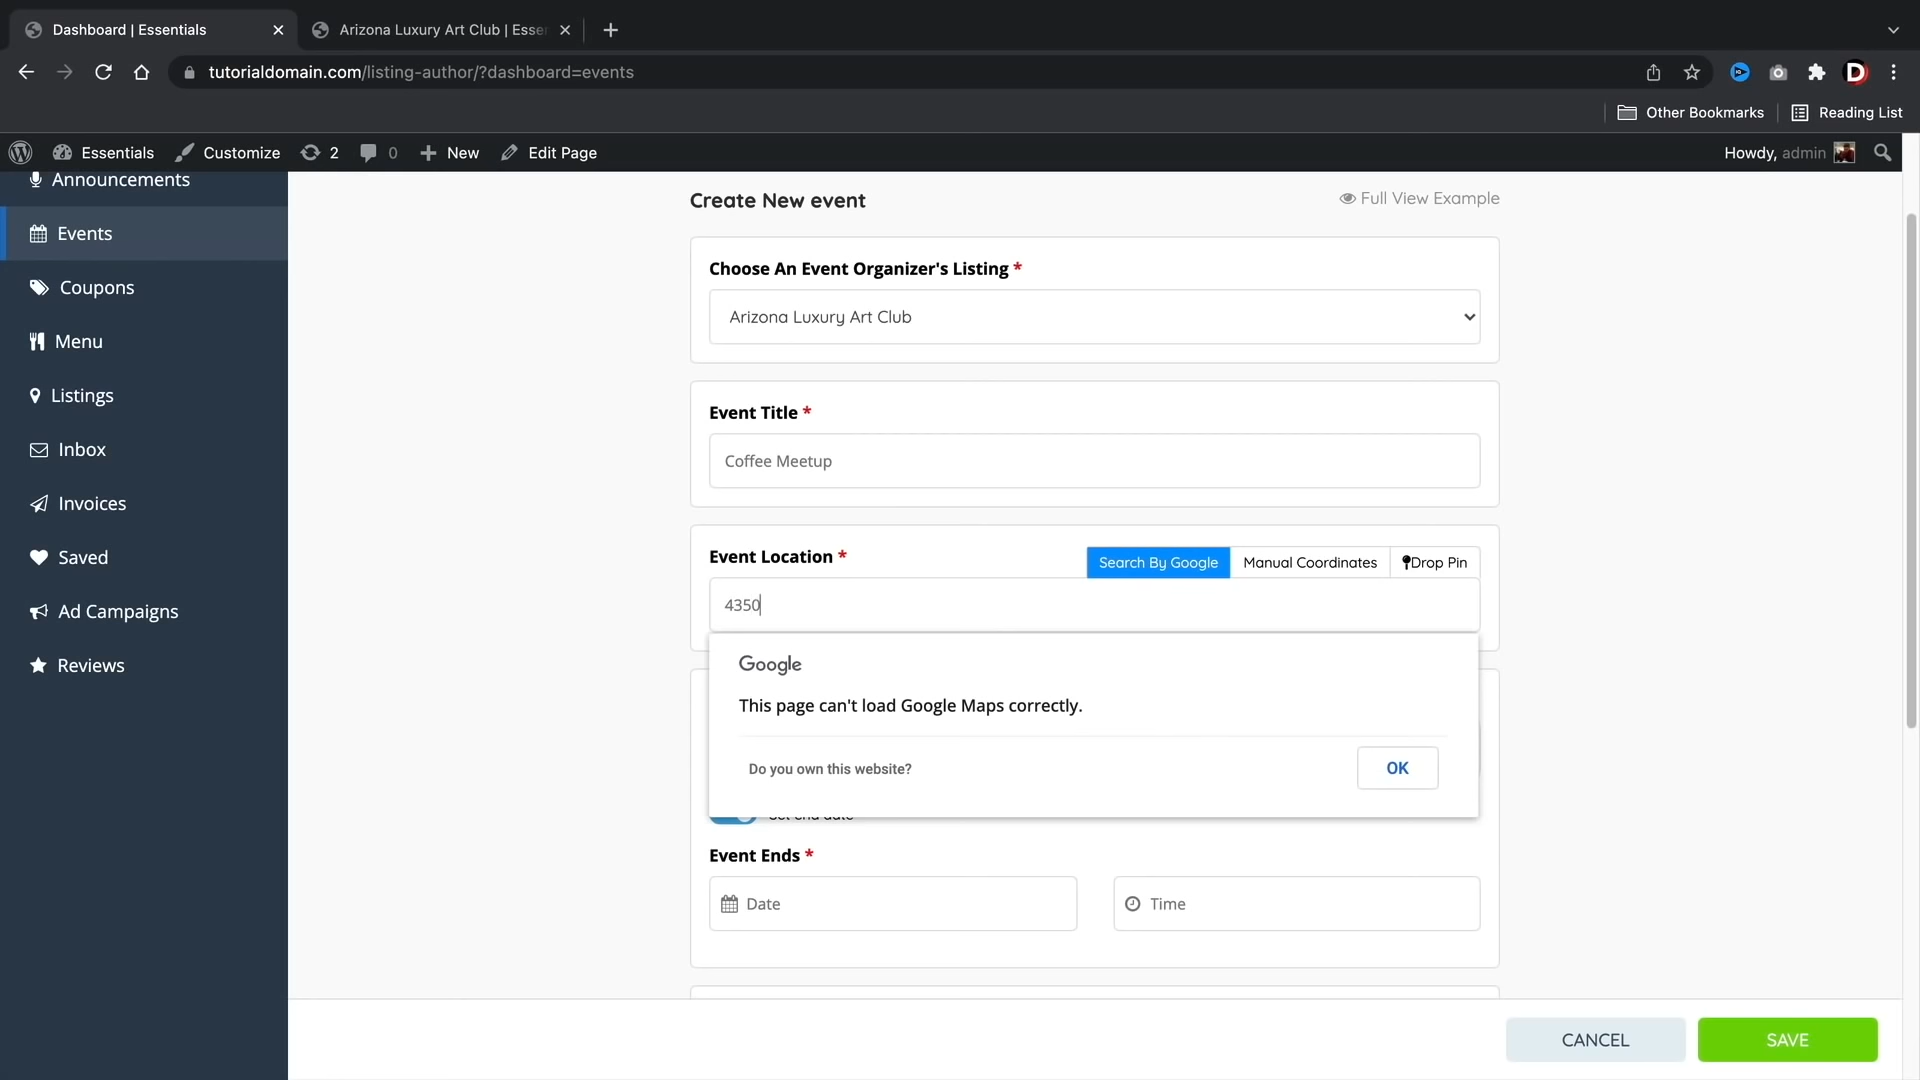 Dashboard | Essentials
Arizona Luxury Art Club | Essen
tutorialdomain.com/listing-author/?dashboard=events
Other Bookmarks
Reading List
Essentials
Customize
2
0
New
Edit Page
Howdy, admin
Announcements
Events
Coupons
Menu
Listings
Inbox
Invoices
Saved
Ad Campaigns
Reviews
Create New event
Full View Example
Choose An Event Organizer's Listing *
Arizona Luxury Art Club
Event Title *
Coffee Meetup
Event Location *
Search By Google
Manual Coordinates
Drop Pin
4350
Google
This page can't load Google Maps correctly.
Do you own this website?
OK
Set end date
Event Ends *
Date
Time
CANCEL
SAVE